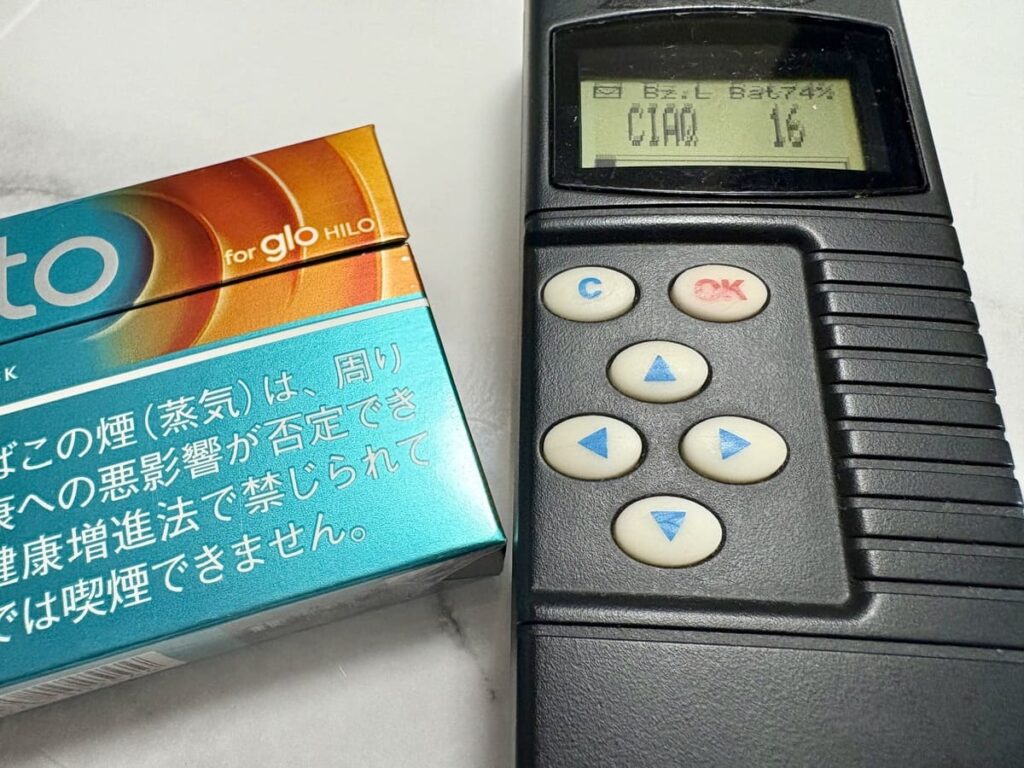 to
for glo HILO
K
ばこの煙（蒸気）は、周り
康への悪影響が否定でき
健康増進法で禁じられて
では喫煙できません。
Bz.L Bat74%
CIAQ 16
C OK